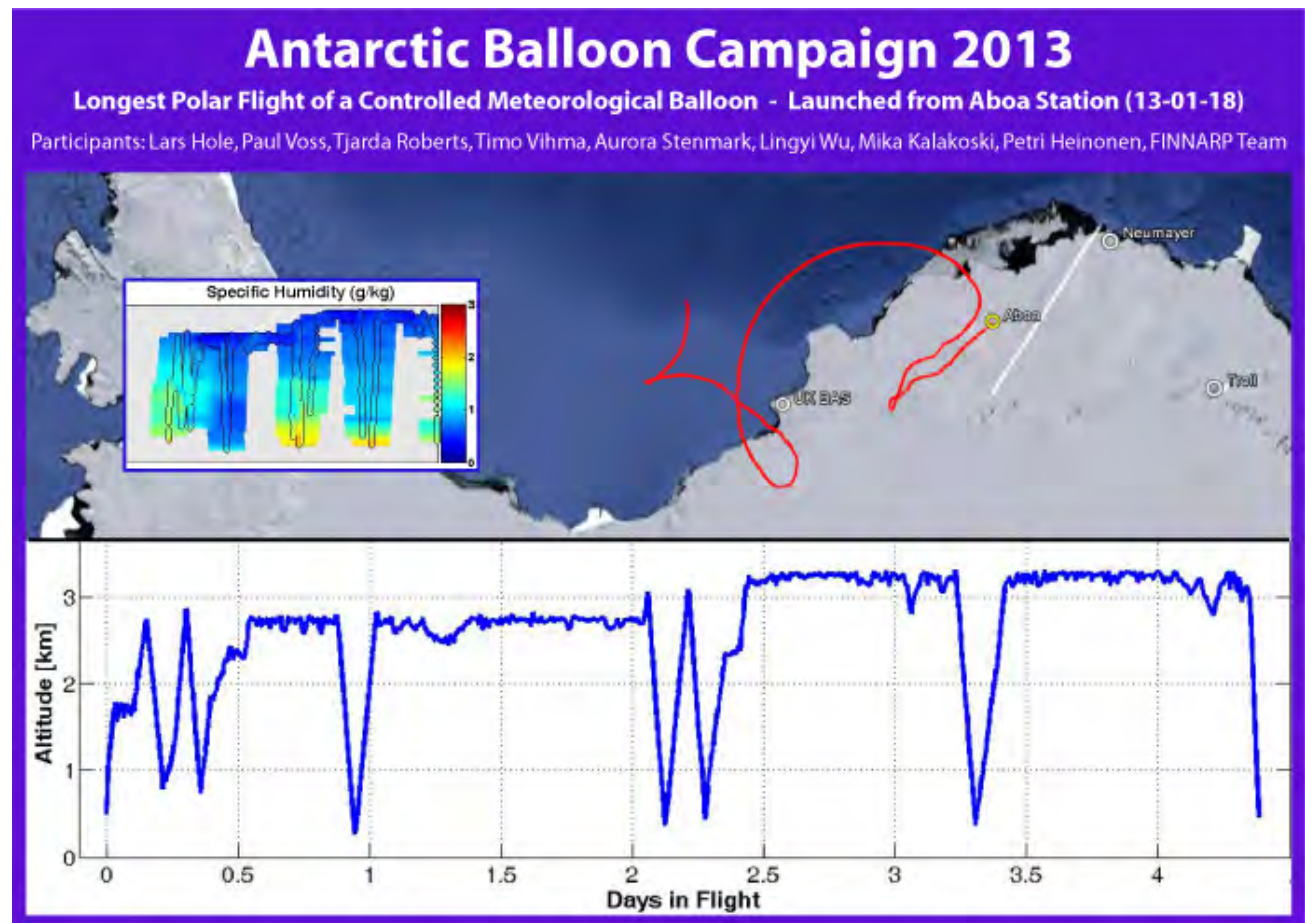 Antarctic Balloon Campaign 2013
Longest Polar Flight of a Controlled Meteorological Balloon - Launched from Aboa Station (13-01-18)
Participants: Lars Hole, Paul Voss, Tjarda Roberts, Timo Vihma, Aurora Stenmark, Lingyi Wu, Mika Kalakoski, Petri Heinonen, FINNARP Team
Neumayer
Specific Humidity (g/kg)
3
2
1
0
Aboa
Troll
UK BAS
Altitude [km]
3
2
1
0
0 0.5 1 1.5 2 2.5 3 3.5 4
Days in Flight